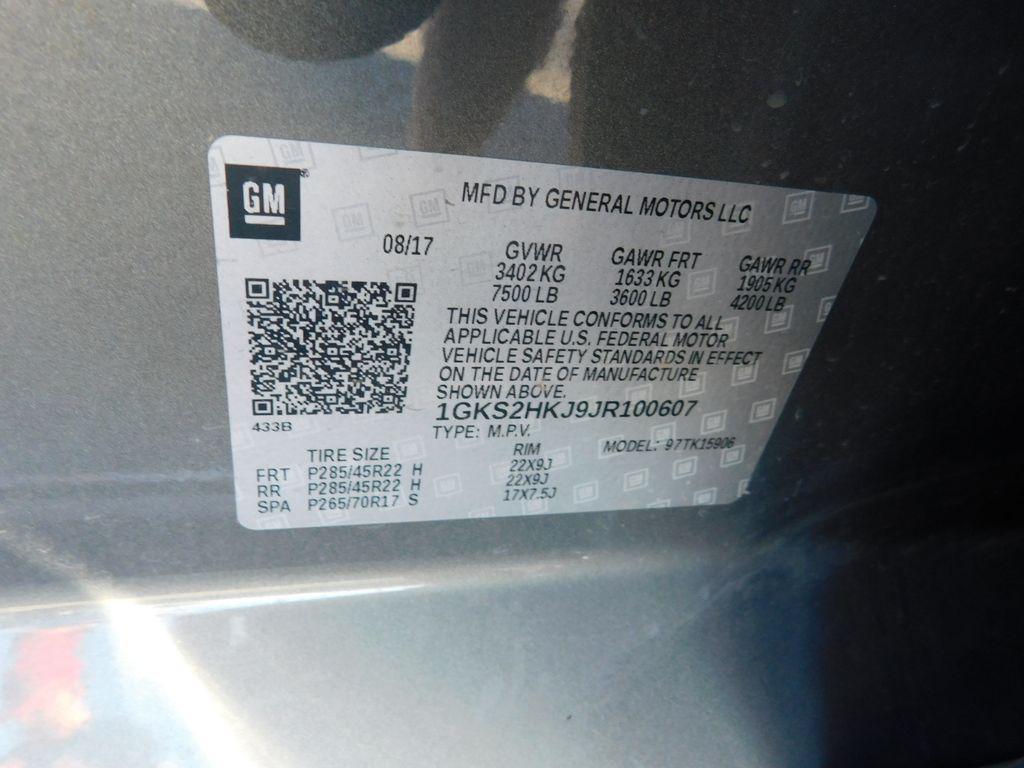 GM
MFD BY GENERAL MOTORS LLC
08/17
GVWR GAWR FRT GAWR RR
3402 KG 1633 KG 1905 KG
7500 LB 3600 LB 4200 LB
THIS VEHICLE CONFORMS TO ALL
APPLICABLE U.S. FEDERAL MOTOR
VEHICLE SAFETY STANDARDS IN EFFECT
ON THE DATE OF MANUFACTURE
SHOWN ABOVE.
1GKS2HKJ9JR100607
433B
TYPE: M.P.V. MODEL: 97TK15906
TIRE SIZE RIM
FRT P285/45R22 H 22X9J
RR P285/45R22 H 22X9J
SPA P265/70R17 S 17X7.5J